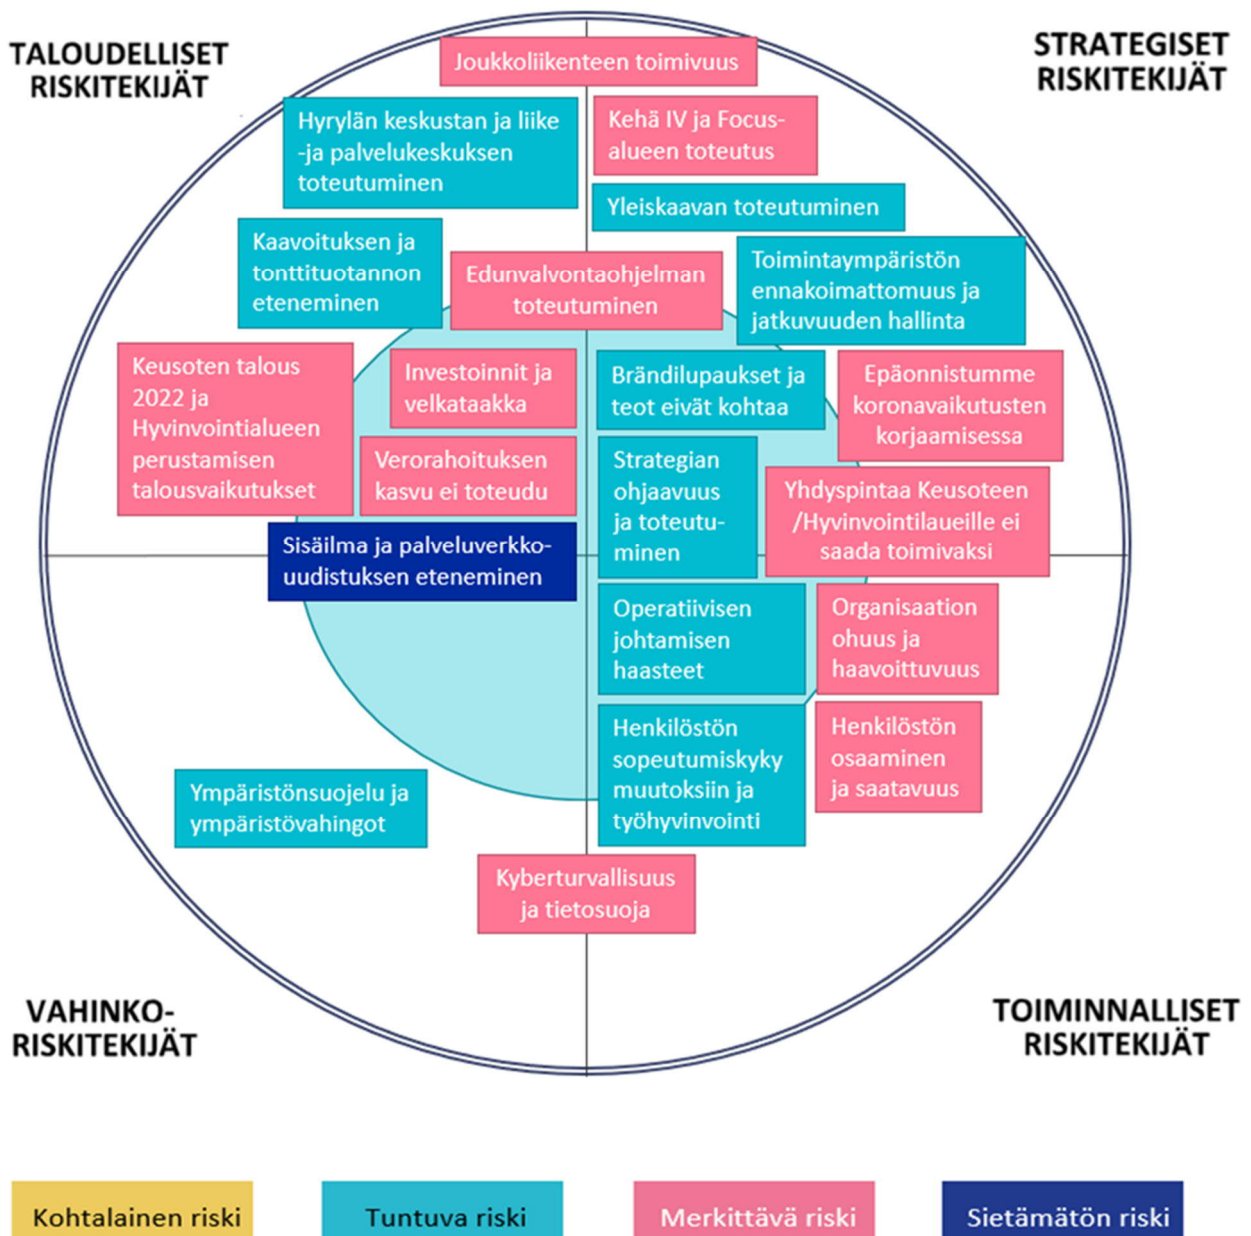 TALOUDELLISET
RISKITEKIJÄT
STRATEGISET
RISKITEKIJÄT
Joukkoliikenteen toimivuus
Hyrylän keskustan ja liike
-ja palvelukeskuksen
toteutuminen
Kehä IV ja Focus-
alueen toteutus
Yleiskaavan toteutuminen
Kaavoituksen ja
tonttituotannon
eteneminen
Edunvalvontaohjelman
toteutuminen
Toimintaympäristön
ennakoimattomuus ja
jatkuvuuden hallinta
Keusoten talous
2022 ja
Hyvinvointialueen
perustamisen
talousvaikutukset
Investoinnit ja
velkataakka
Brändilupaukset ja
teot eivät kohtaa
Epäonnistumme
koronavaikutusten
korjaamisessa
Verorahoituksen
kasvu ei toteudu
Strategian
ohjaavuus
ja toteutu-
minen
Yhdyspintaa Keusoteen
/Hyvinvointilaueille ei
saada toimivaksi
Sisäilma ja palveluverkko-
uudistuksen eteneminen
Operatiivisen
johtamisen
haasteet
Organisaation
ohuus ja
haavoittuvuus
Henkilöstön
sopeutumiskyky
muutoksiin ja
työhyvinvointi
Henkilöstön
osaaminen
ja saatavuus
Ympäristönsuojelu ja
ympäristövahingot
Kyberturvallisuus
ja tietosuoja
VAHINKO-
RISKITEKIJÄT
TOIMINNALLISET
RISKITEKIJÄT
Kohtalainen riski
Tuntuva riski
Merkittävä riski
Sietämätön riski